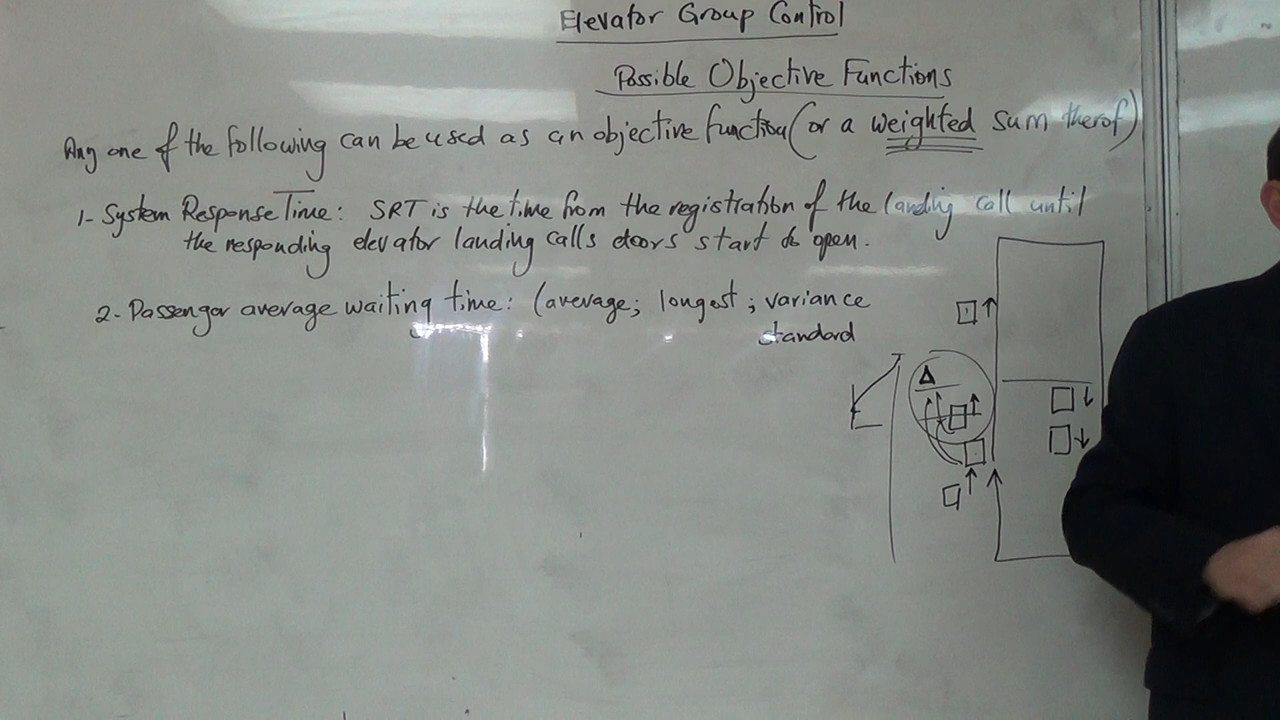 Elevator Group Control
Possible Objective Functions
Any one of the following can be used as an objective function (or a weighted sum therof)
1- System Response Time: SRT is the time from the registration of the landing call until
the responding elevator landing calls doors start to open.
2- Passenger average waiting time: (average; longest; variance
standard